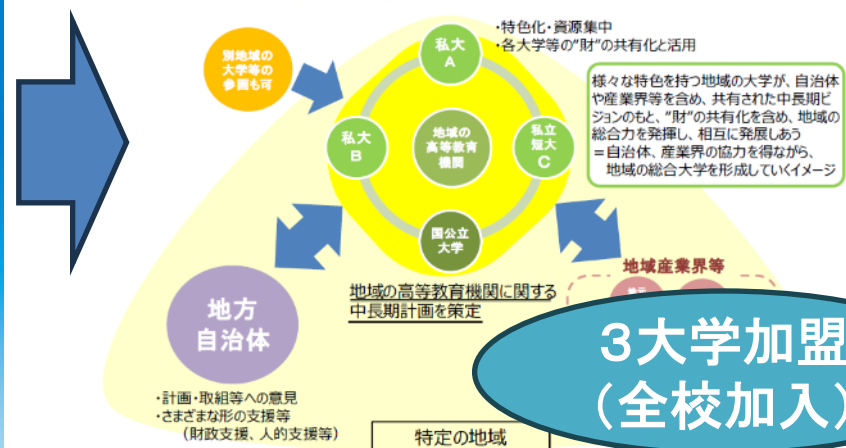 ・特色化・資源集中
・各大学等の“財”の共有化と活用
別地域の
大学等の
参画も可
私大
A
様々な特色を持つ地域の大学が、自治体
や産業界等を含め、共有された中長期ビ
ジョンのもと、“財”の共有化を含め、地域の
総合力を発揮し、相互に発展しあう
＝自治体、産業界の協力を得ながら、
地域の総合大学を形成していくイメージ
私大
B
地域の
高等教育
機関
私立
短大
C
国公立
大学
地域産業界等
地方
自治体
地域の高等教育機関に関する
中長期計画を策定
3大学加盟
（全校加入）
・計画・取組等への意見
・さまざまな形の支援等
（財政支援、人的支援等）
特定の地域